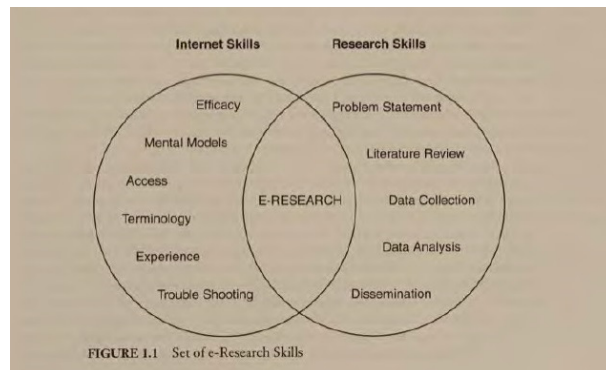 Internet Skills Research Skills
Efficacy
Problem Statement
Mental Models
Literature Review
Access
E-RESEARCH
Data Collection
Terminology
Data Analysis
Experience
Trouble Shooting
Dissemination
FIGURE 1.1 Set of e-Research Skills